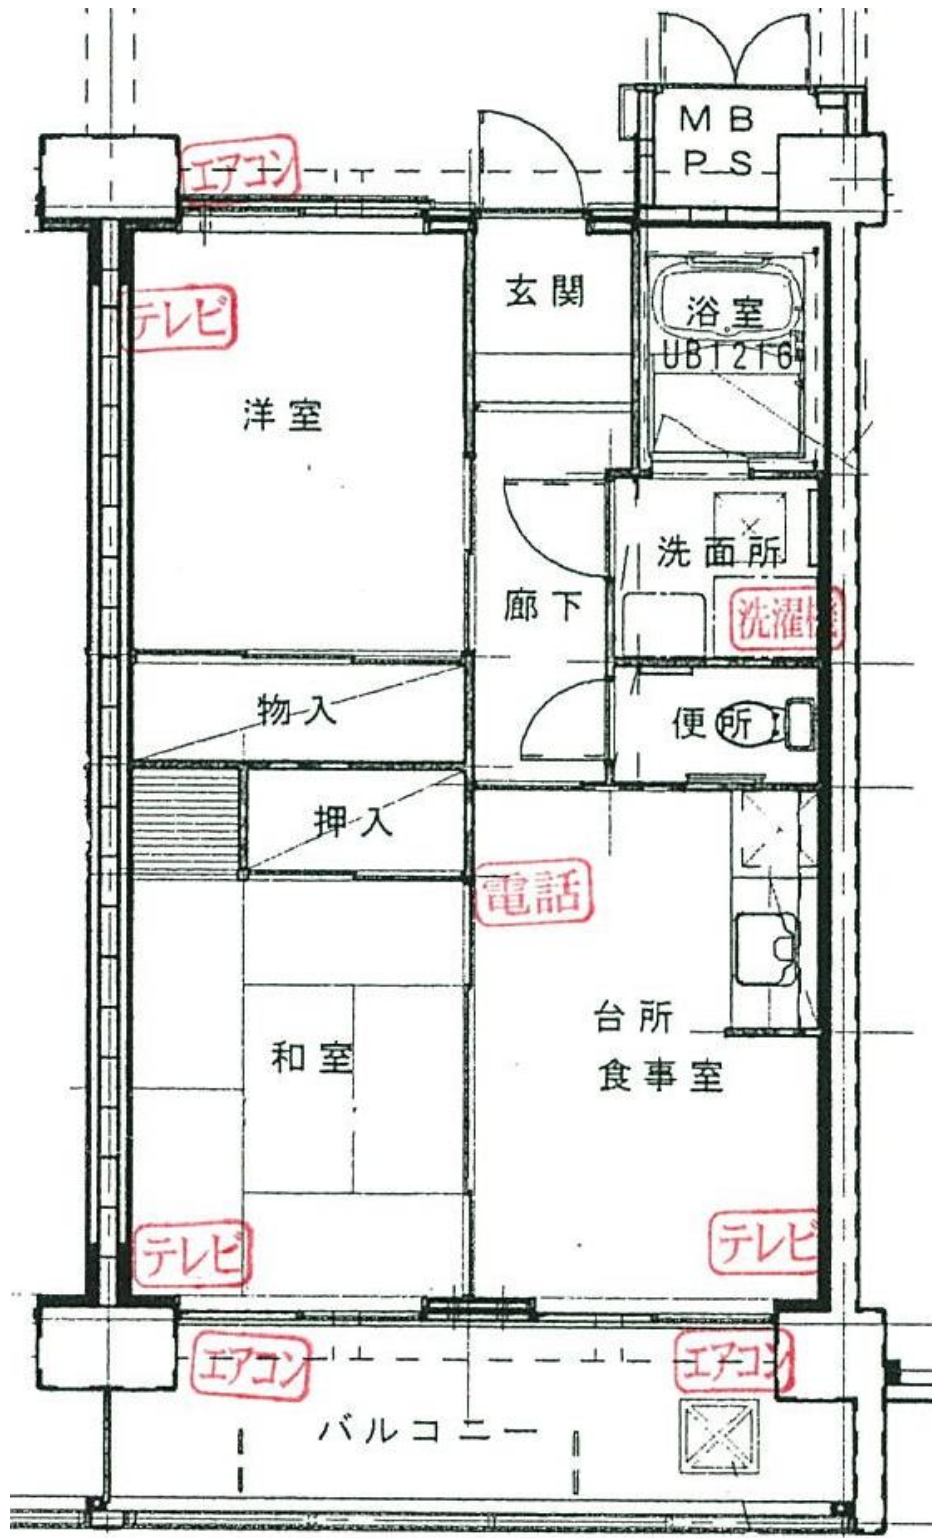 MB
PS
エアコン
玄関
浴室
UB1216
テレビ
洋室
洗面所
廊下
洗濯機
物入
便所
押入
電話
台所
食事室
和室
テレビ
テレビ
エアコン
エアコン
バルコニー